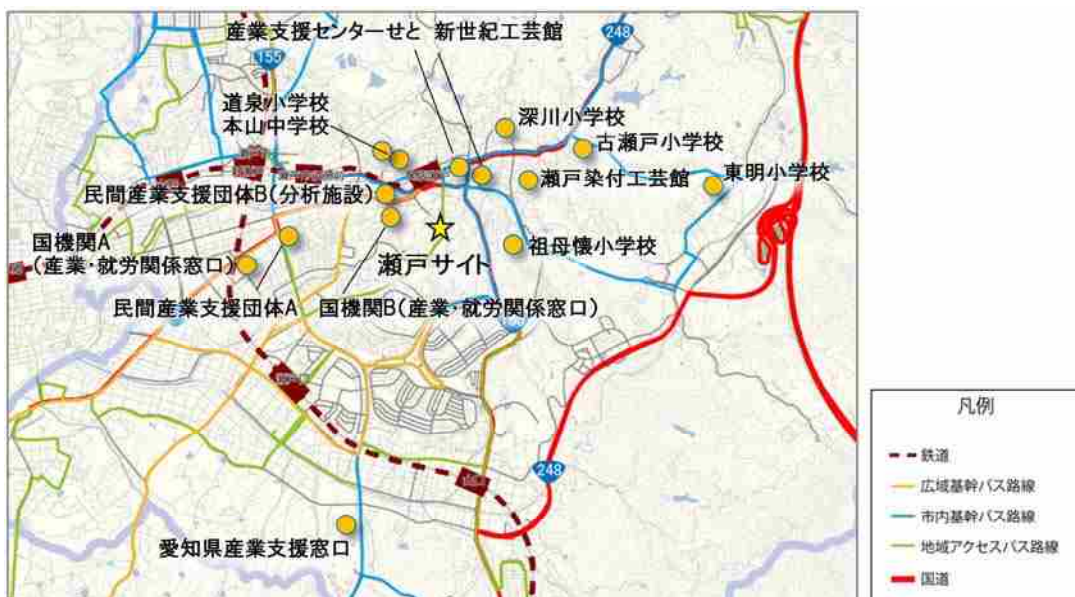 産業支援センターせと 新世紀工芸館
248
155
道泉小学校
本山中学校
深川小学校
古瀬戸小学校
瀬戸染付工芸館
東明小学校
民間産業支援団体B(分析施設)
祖母懐小学校
国機関A
(産業・就労関係窓口)
瀬戸サイト
民間産業支援団体A
国機関B(産業・就労関係窓口)
248
愛知県産業支援窓口
凡例
鉄道
広域基幹バス路線
市内基幹バス路線
地域アクセスバス路線
国道